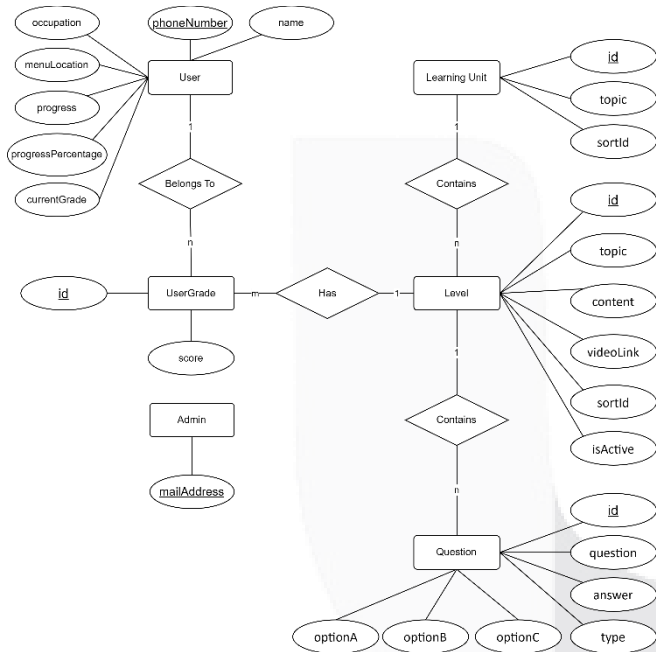 occupation
phoneNumber
name
menuLocation
User
progress
progressPercentage
currentGrade
1
Belongs To
n
Learning Unit
id
topic
sortId
1
Contains
n
id
UserGrade
m
Has
1
Level
score
id
topic
content
videoLink
sortId
isActive
Admin
mailAddress
1
Contains
n
Question
id
question
answer
type
optionA
optionB
optionC